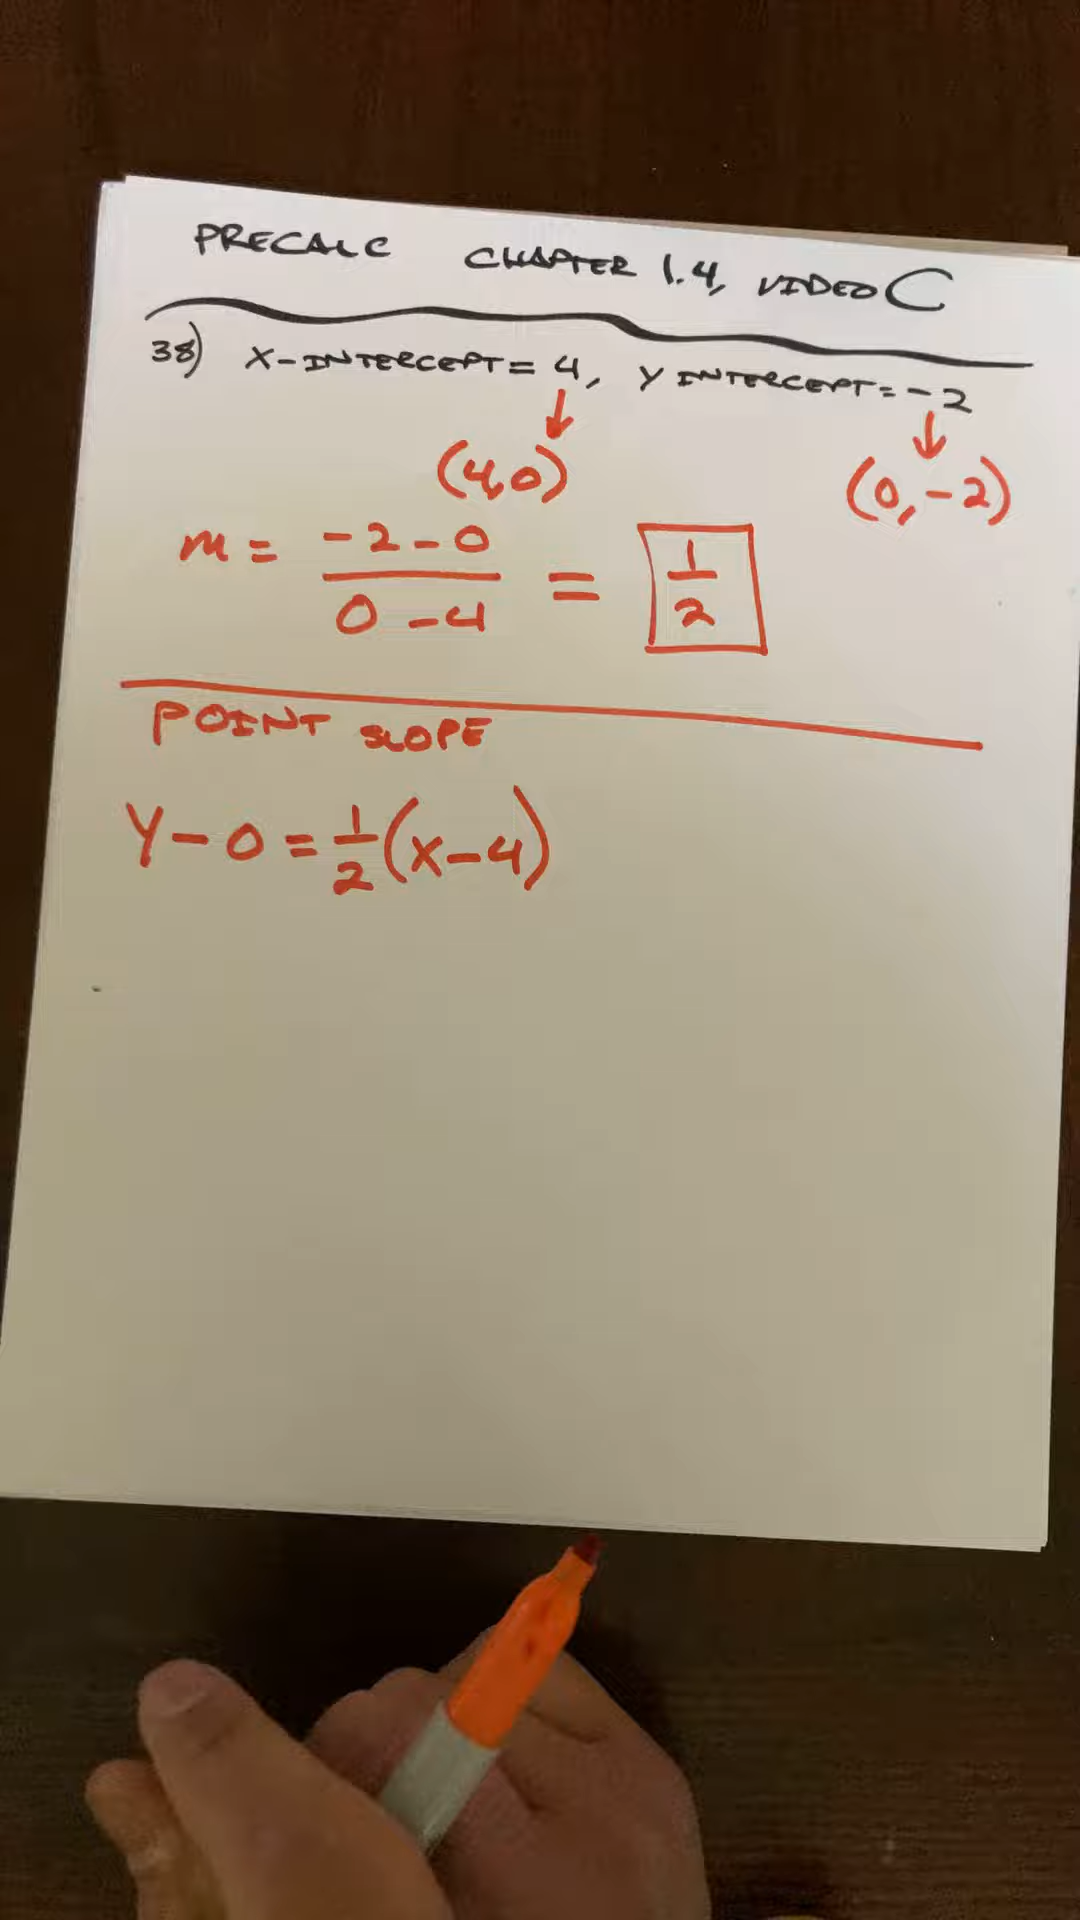 PRECALC CHAPTER 1.4, VIDEO C
38) X-INTERCEPT = 4, Y INTERCEPT = -2
(4,0) (0,-2)
m = -2-0 / 0-4 = 1/2
POINT SLOPE
Y-0 = 1/2(X-4)